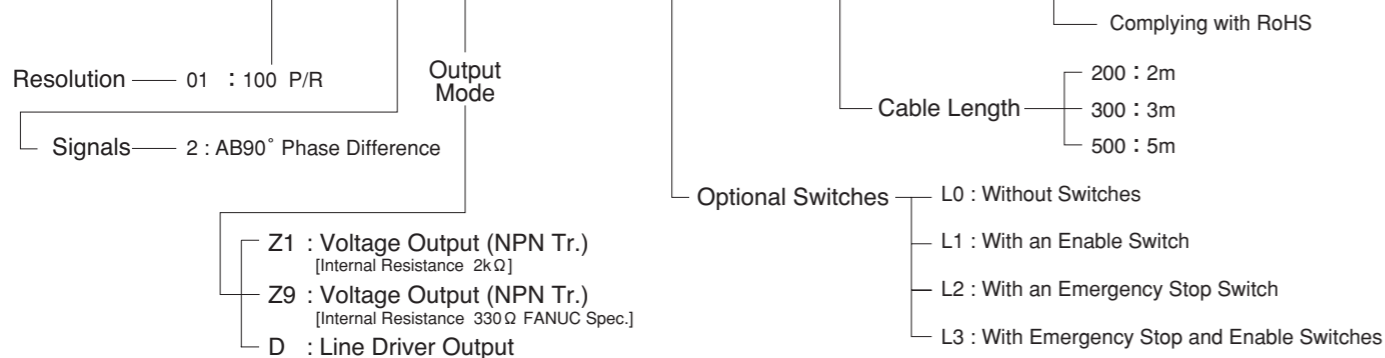 Complying with RoHS
Resolution 01 : 100 P/R
Output
Mode
200 : 2m
Cable Length 300 : 3m
500 : 5m
Signals 2 : AB90° Phase Difference
Optional Switches L0 : Without Switches
L1 : With an Enable Switch
L2 : With an Emergency Stop Switch
L3 : With Emergency Stop and Enable Switches
Z1 : Voltage Output (NPN Tr.)
[Internal Resistance 2kΩ]
Z9 : Voltage Output (NPN Tr.)
[Internal Resistance 330Ω FANUC Spec.]
D : Line Driver Output